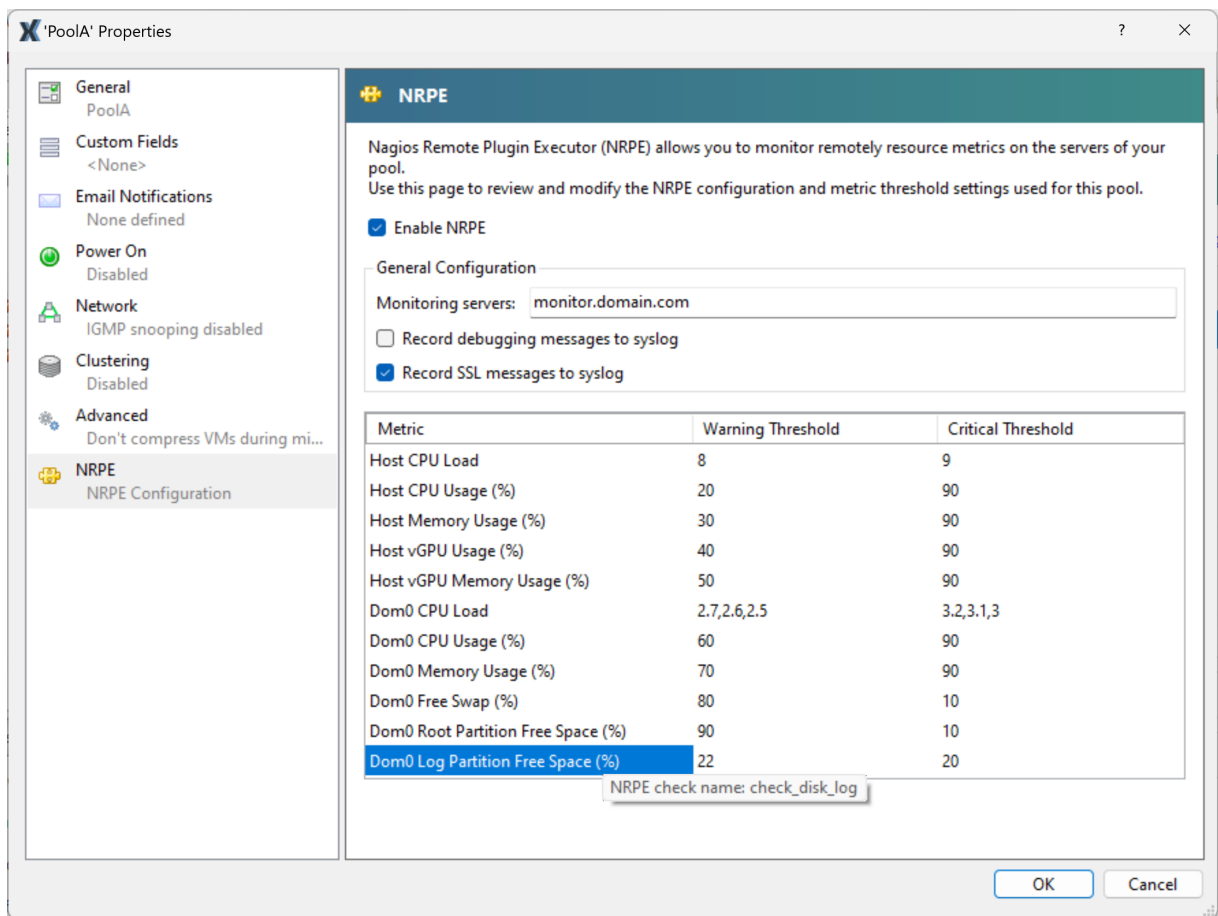 'PoolA' Properties
?
General
PoolA
Custom Fields
<None>
Email Notifications
None defined
Power On
Disabled
Network
IGMP snooping disabled
Clustering
Disabled
Advanced
Don't compress VMs during mi...
NRPE
NRPE Configuration
NRPE
Nagios Remote Plugin Executor (NRPE) allows you to monitor remotely resource metrics on the servers of your
pool.
Use this page to review and modify the NRPE configuration and metric threshold settings used for this pool.
Enable NRPE
General Configuration
Monitoring servers: monitor.domain.com
Record debugging messages to syslog
Record SSL messages to syslog
Metric Warning Threshold Critical Threshold
Host CPU Load 8 9
Host CPU Usage (%) 20 90
Host Memory Usage (%) 30 90
Host vGPU Usage (%) 40 90
Host vGPU Memory Usage (%) 50 90
Dom0 CPU Load 2.7,2.6,2.5 3.2,3.1,3
Dom0 CPU Usage (%) 60 90
Dom0 Memory Usage (%) 70 90
Dom0 Free Swap (%) 80 10
Dom0 Root Partition Free Space (%) 90 10
Dom0 Log Partition Free Space (%) 22 20
NRPE check name: check_disk_log
OK Cancel